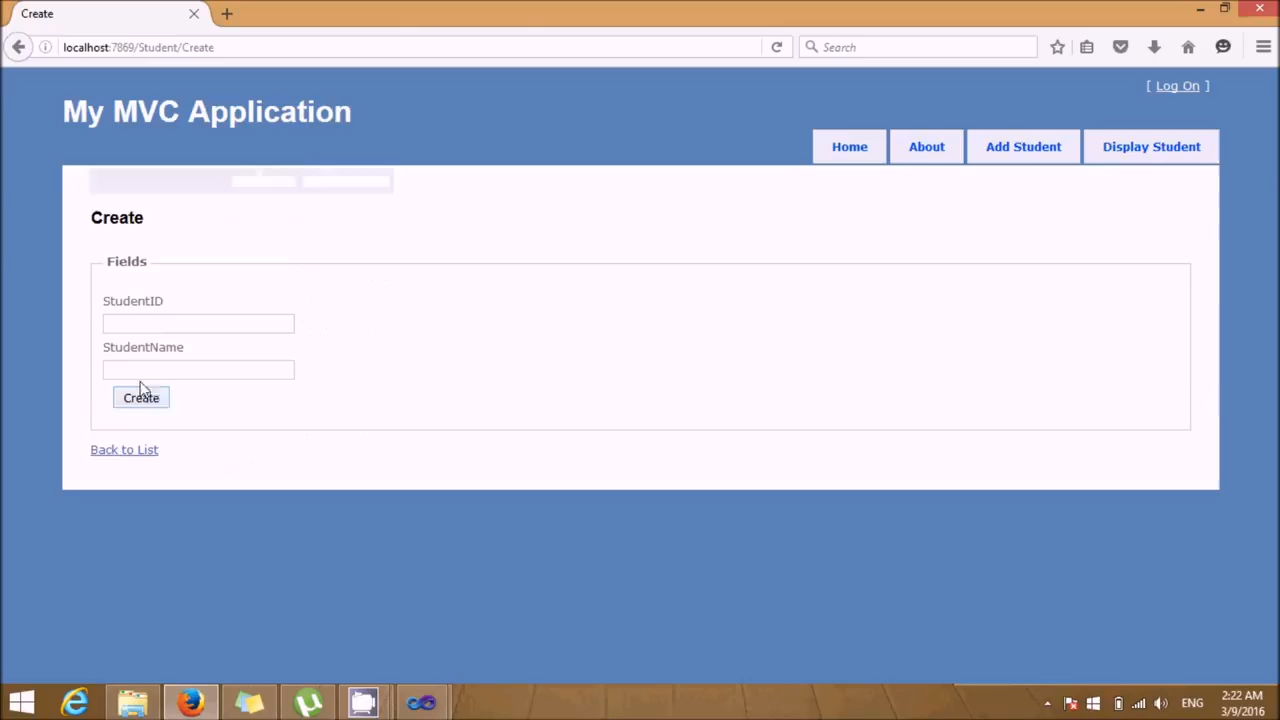 Create
localhost:7869/Student/Create
Search
[ Log On ]
My MVC Application
Home
About
Add Student
Display Student
Create
Fields
StudentID
StudentName
Create
Back to List
ENG
2:22 AM
3/9/2016